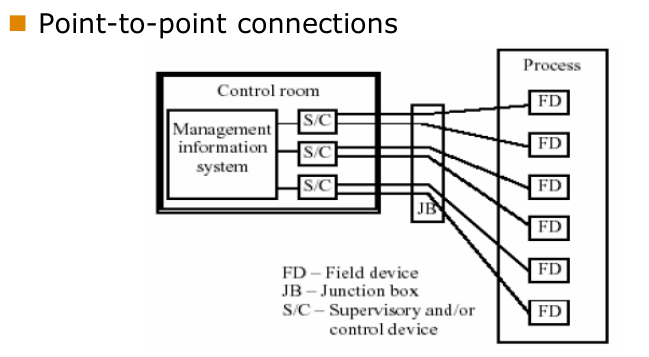 Point-to-point connections
Process
Control room
Management
information
system
S/C
S/C
S/C
JB
FD
FD
FD
FD
FD
FD
FD – Field device
JB – Junction box
S/C – Supervisory and/or
control device